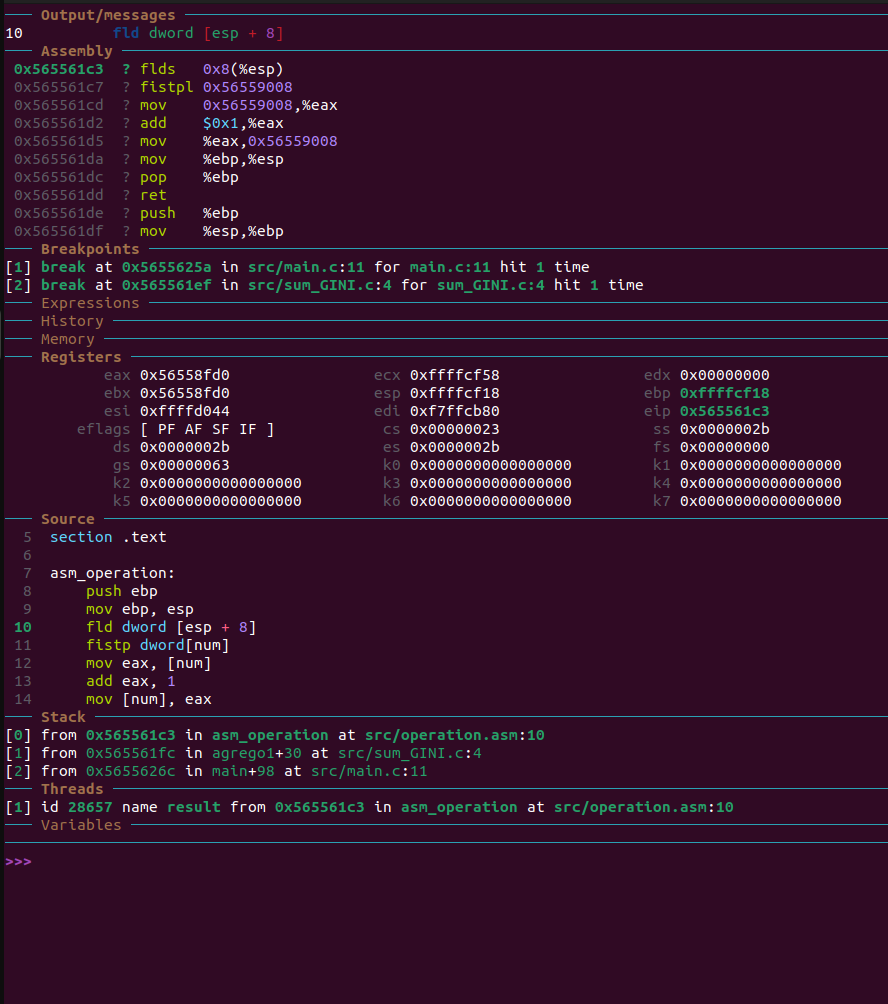 Output/messages
10          fld dword [esp + 8]
Assembly
0x565561c3  ? flds   0x8(%esp)
0x565561c7  ? fistpl 0x56559008
0x565561cd  ? mov    0x56559008,%eax
0x565561d2  ? add    $0x1,%eax
0x565561d5  ? mov    %eax,0x56559008
0x565561da  ? mov    %ebp,%esp
0x565561dc  ? pop    %ebp
0x565561dd  ? ret
0x565561de  ? push   %ebp
0x565561df  ? mov    %esp,%ebp
Breakpoints
[1] break at 0x5655625a in src/main.c:11 for main.c:11 hit 1 time
[2] break at 0x565561ef in src/sum_GINI.c:4 for sum_GINI.c:4 hit 1 time
Expressions
History
Memory
Registers
eax 0x56558fd0 ecx 0xffffcf58 edx 0x00000000
ebx 0x56558fd0 esp 0xffffcf18 ebp 0xffffcf18
esi 0xffffd044 edi 0xf7ffcb80 eip 0x565561c3
eflags [ PF AF SF IF ] cs 0x00000023 ss 0x0000002b
ds 0x0000002b es 0x0000002b fs 0x00000000
gs 0x00000063 k0 0x0000000000000000 k1 0x0000000000000000
k2 0x0000000000000000 k3 0x0000000000000000 k4 0x0000000000000000
k5 0x0000000000000000 k6 0x0000000000000000 k7 0x0000000000000000
Source
5  section .text
6
7  asm_operation:
8      push ebp
9      mov ebp, esp
10      fld dword [esp + 8]
11      fistp dword[num]
12      mov eax, [num]
13      add eax, 1
14      mov [num], eax
Stack
[0] from 0x565561c3 in asm_operation at src/operation.asm:10
[1] from 0x565561fc in agrego1+30 at src/sum_GINI.c:4
[2] from 0x5655626c in main+98 at src/main.c:11
Threads
[1] id 28657 name result from 0x565561c3 in asm_operation at src/operation.asm:10
Variables
>>>